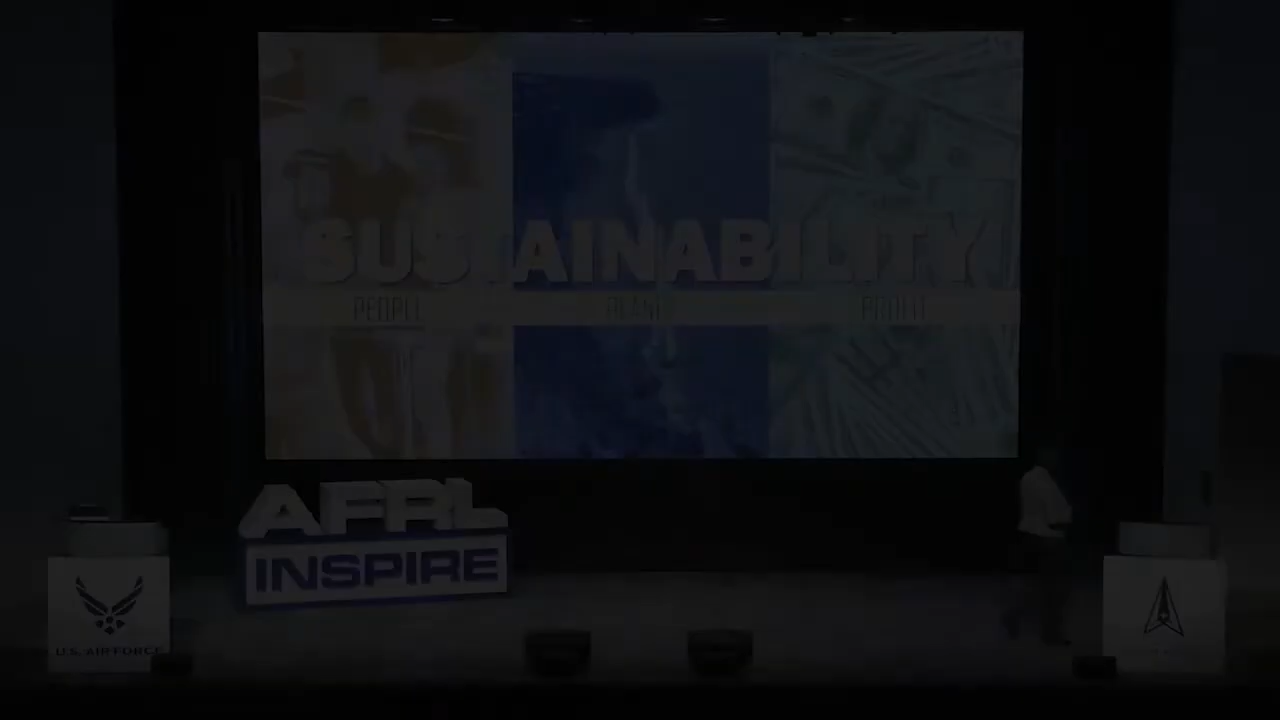 SUSTAINABILITY
PEOPLE PLANET PROFIT
AFRL
INSPIRE
U.S. AIR FORCE